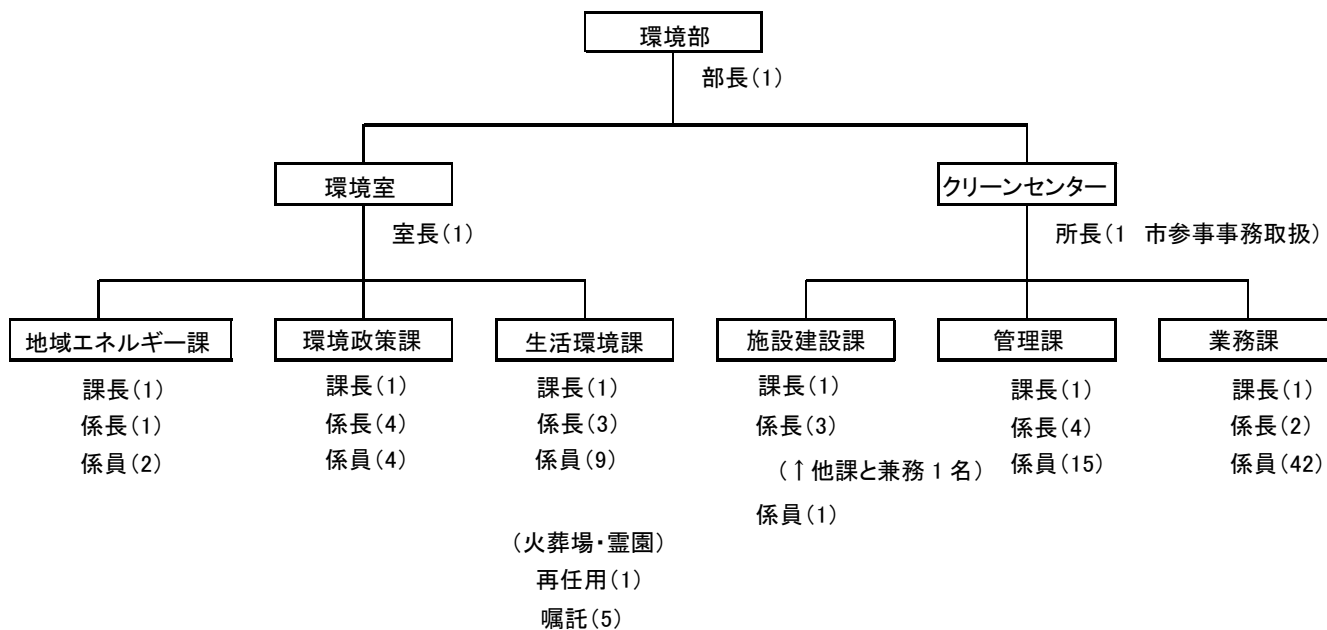 環境部
部長(1)
環境室
クリーンセンター
室長(1)
所長(1　市参事事務取扱)
地域エネルギー課
課長(1)
係長(1)
係員(2)
環境政策課
課長(1)
係長(4)
係員(4)
生活環境課
課長(1)
係長(3)
係員(9)
(火葬場・霊園)
再任用(1)
嘱託(5)
施設建設課
課長(1)
係長(3)
(↑他課と兼務 1 名)
係員(1)
管理課
課長(1)
係長(4)
係員(15)
業務課
課長(1)
係長(2)
係員(42)